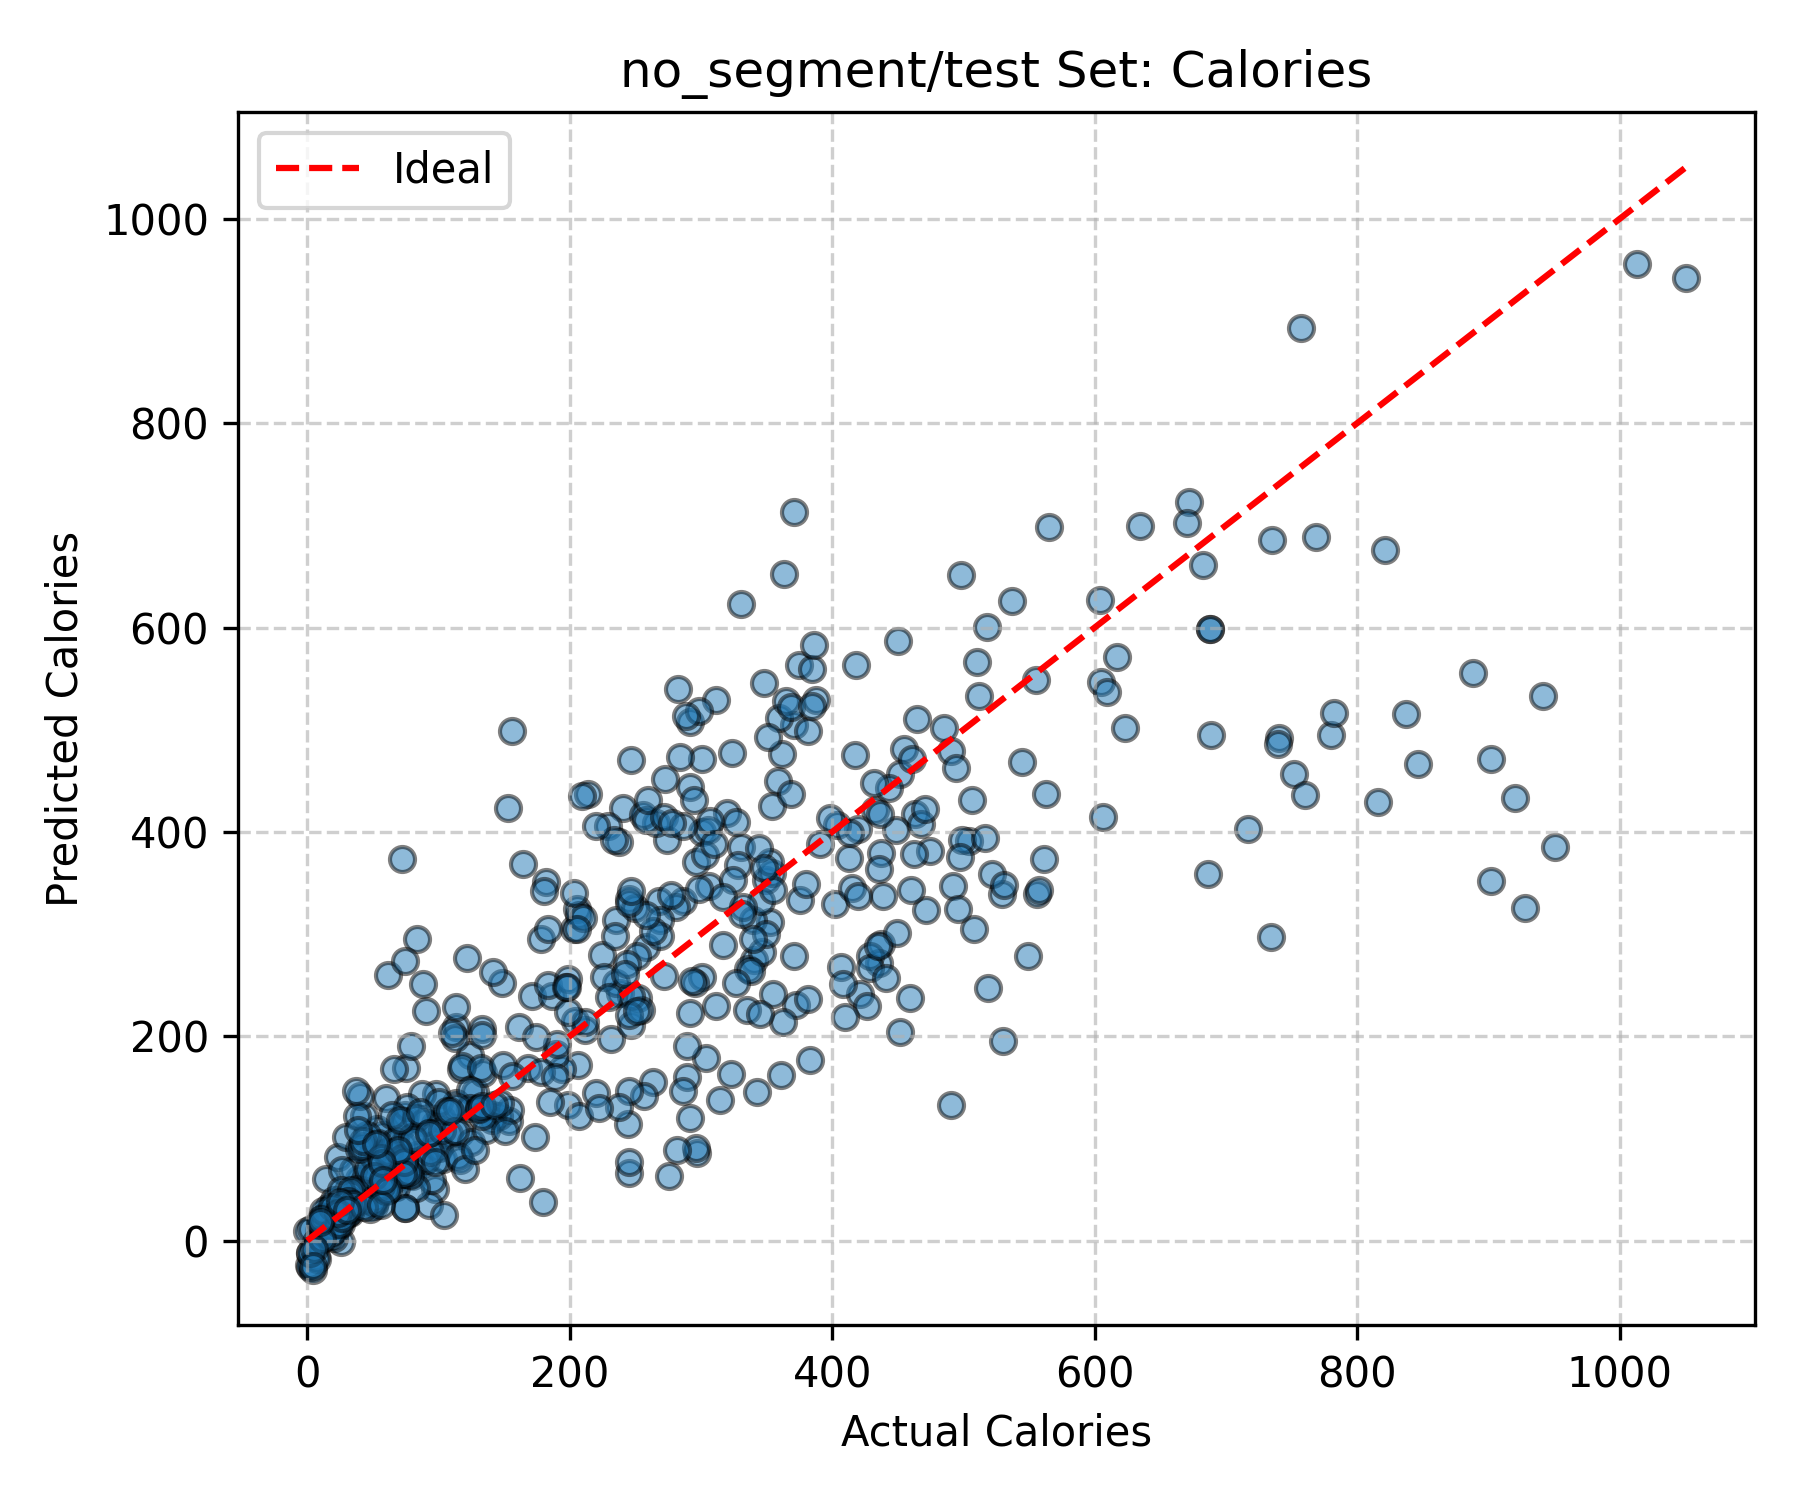 no_segment/test Set: Calories
Ideal
1000
800
600
400
200
0
Predicted Calories
0 200 400 600 800 1000
Actual Calories